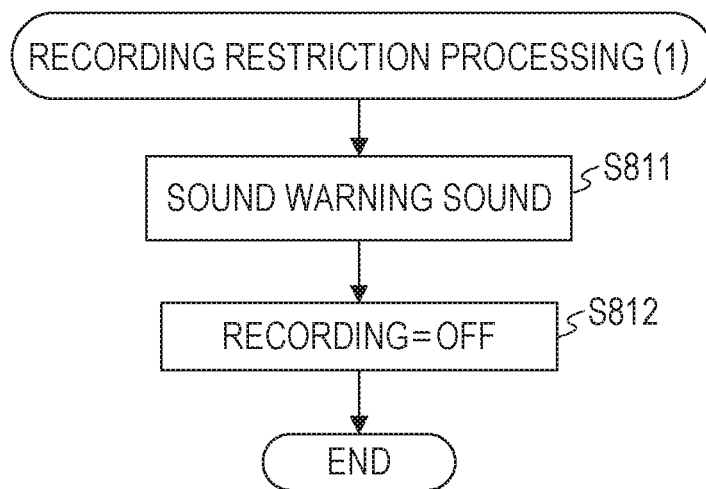 RECORDING RESTRICTION PROCESSING (1)
S811
SOUND WARNING SOUND
S812
RECORDING=OFF
END